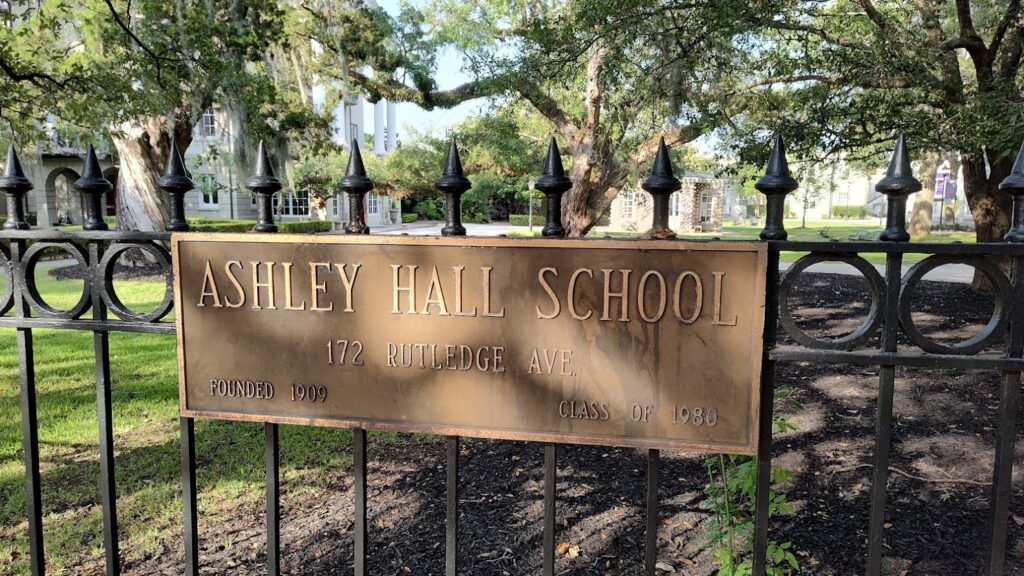 ASHLEY HALL SCHOOL
172 RUTLEDGE AVE.
FOUNDED 1909
CLASS OF 1980